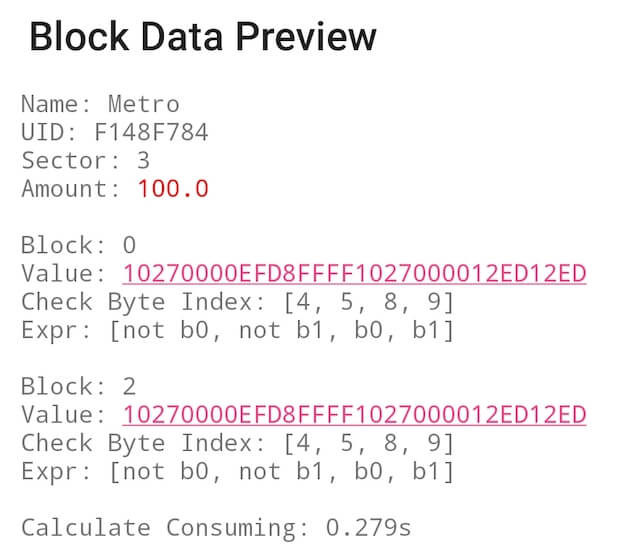 Block Data Preview
Name: Metro
UID: F148F784
Sector: 3
Amount: 100.0
Block: 0
Value: 10270000EFD8FFFF1027000012ED12ED
Check Byte Index: [4, 5, 8, 9]
Expr: [not b0, not b1, b0, b1]
Block: 2
Value: 10270000EFD8FFFF1027000012ED12ED
Check Byte Index: [4, 5, 8, 9]
Expr: [not b0, not b1, b0, b1]
Calculate Consuming: 0.279s